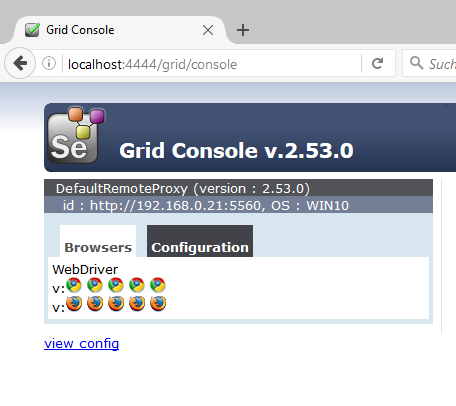 Grid Console
localhost:4444/grid/console
Such
Se
Grid Console v.2.53.0
DefaultRemoteProxy (version : 2.53.0)
id : http://192.168.0.21:5560, OS : WIN10
Browsers Configuration
WebDriver
v:
v:
view config